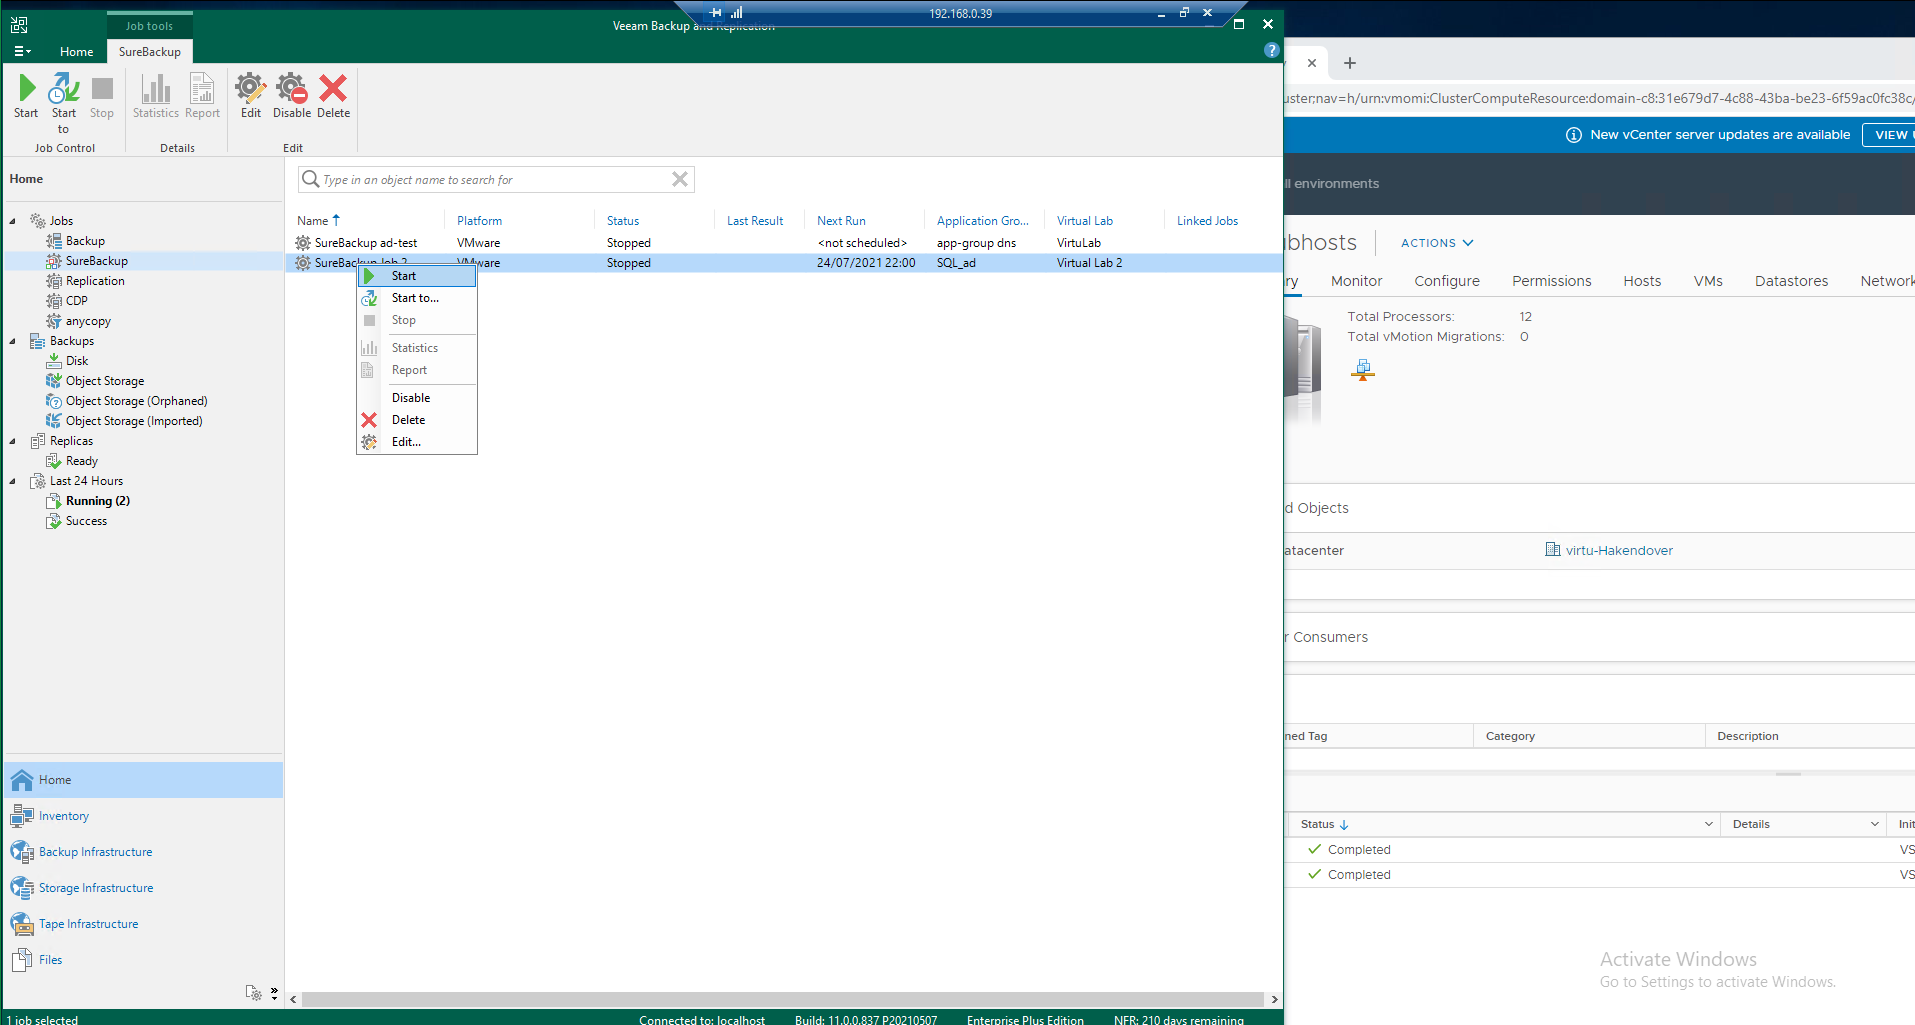 192.168.0.39
Job tools
Veeam Backup and Replication
Home
SureBackup
Start
Start to
Stop
Statistics
Report
Edit
Disable
Delete
Job Control
Details
Edit
Home
Jobs
Backup
SureBackup
Replication
CDP
anycopy
Backups
Disk
Object Storage
Object Storage (Orphaned)
Object Storage (Imported)
Replicas
Ready
Last 24 Hours
Running (2)
Success
Home
Inventory
Backup Infrastructure
Storage Infrastructure
Tape Infrastructure
Files
Type in an object name to search for
Name Platform Status Last Result Next Run Application Gro... Virtual Lab Linked Jobs
SureBackup ad-test VMware Stopped <not scheduled> app-group dns VirtuLab
SureBackup Job 2 VMware Stopped 24/07/2021 22:00 SQL_ad Virtual Lab 2
Start
Start to...
Stop
Statistics
Report
Disable
Delete
Edit...
1 job selected
Connected to: localhost Build: 11.0.0.837 P20210507 Enterprise Plus Edition NFR: 210 days remaining
uster;nav=h/urn:vmomi:ClusterComputeResource:domain-c8:31e679d7-4c88-43ba-be23-6f59ac0fc38c/
New vCenter server updates are available
VIEW
ll environments
bhosts
ACTIONS
ry Monitor Configure Permissions Hosts VMs Datastores Network
Total Processors: 12
Total vMotion Migrations: 0
d Objects
atacenter virtu-Hakendover
r Consumers
ned Tag Category Description
Status Details Init
Completed VS
Completed VS
Activate Windows
Go to Settings to activate Windows.